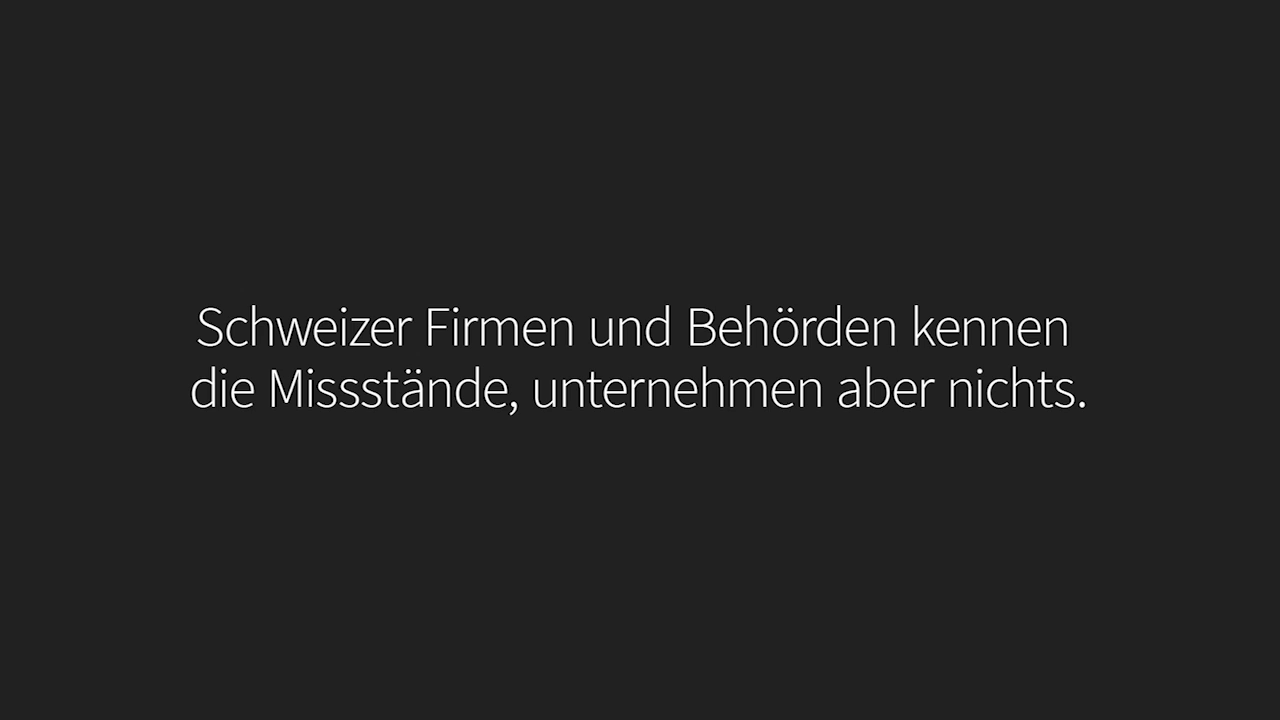 Schweizer Firmen und Behörden kennen
die Missstände, unternehmen aber nichts.